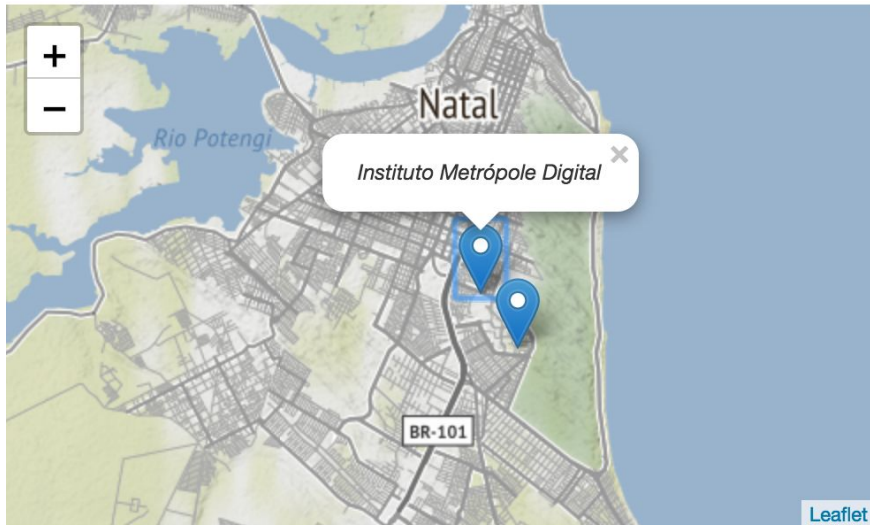 +
−
Natal
Rio Potengi
Instituto Metrópole Digital
×
BR-101
Leaflet